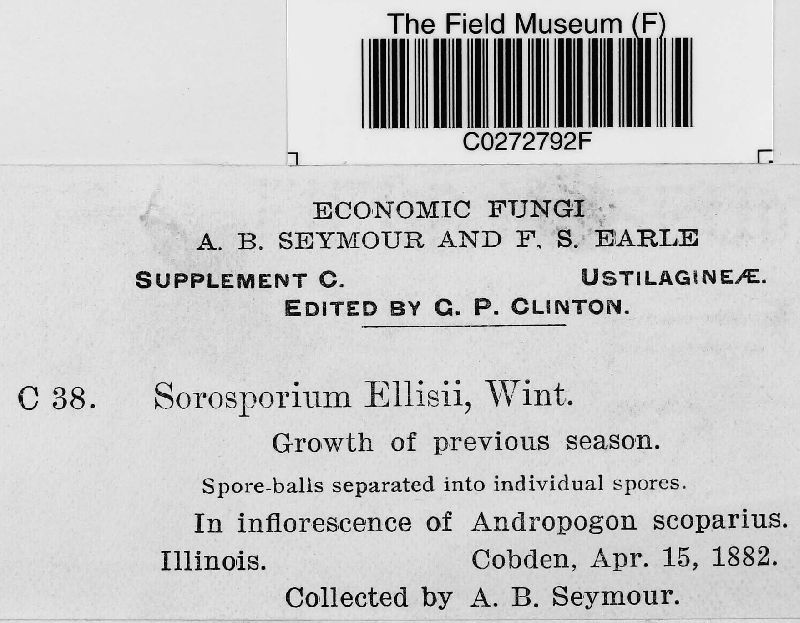 The Field Museum (F)
C0272792F
ECONOMIC FUNGI
A. B. SEYMOUR AND F. S. EARLE
SUPPLEMENT C. USTILAGINEÆ.
EDITED BY G. P. CLINTON.
C 38. Sorosporium Ellisii, Wint.
Growth of previous season.
Spore-balls separated into individual spores.
In inflorescence of Andropogon scoparius.
Illinois. Cobden, Apr. 15, 1882.
Collected by A. B. Seymour.